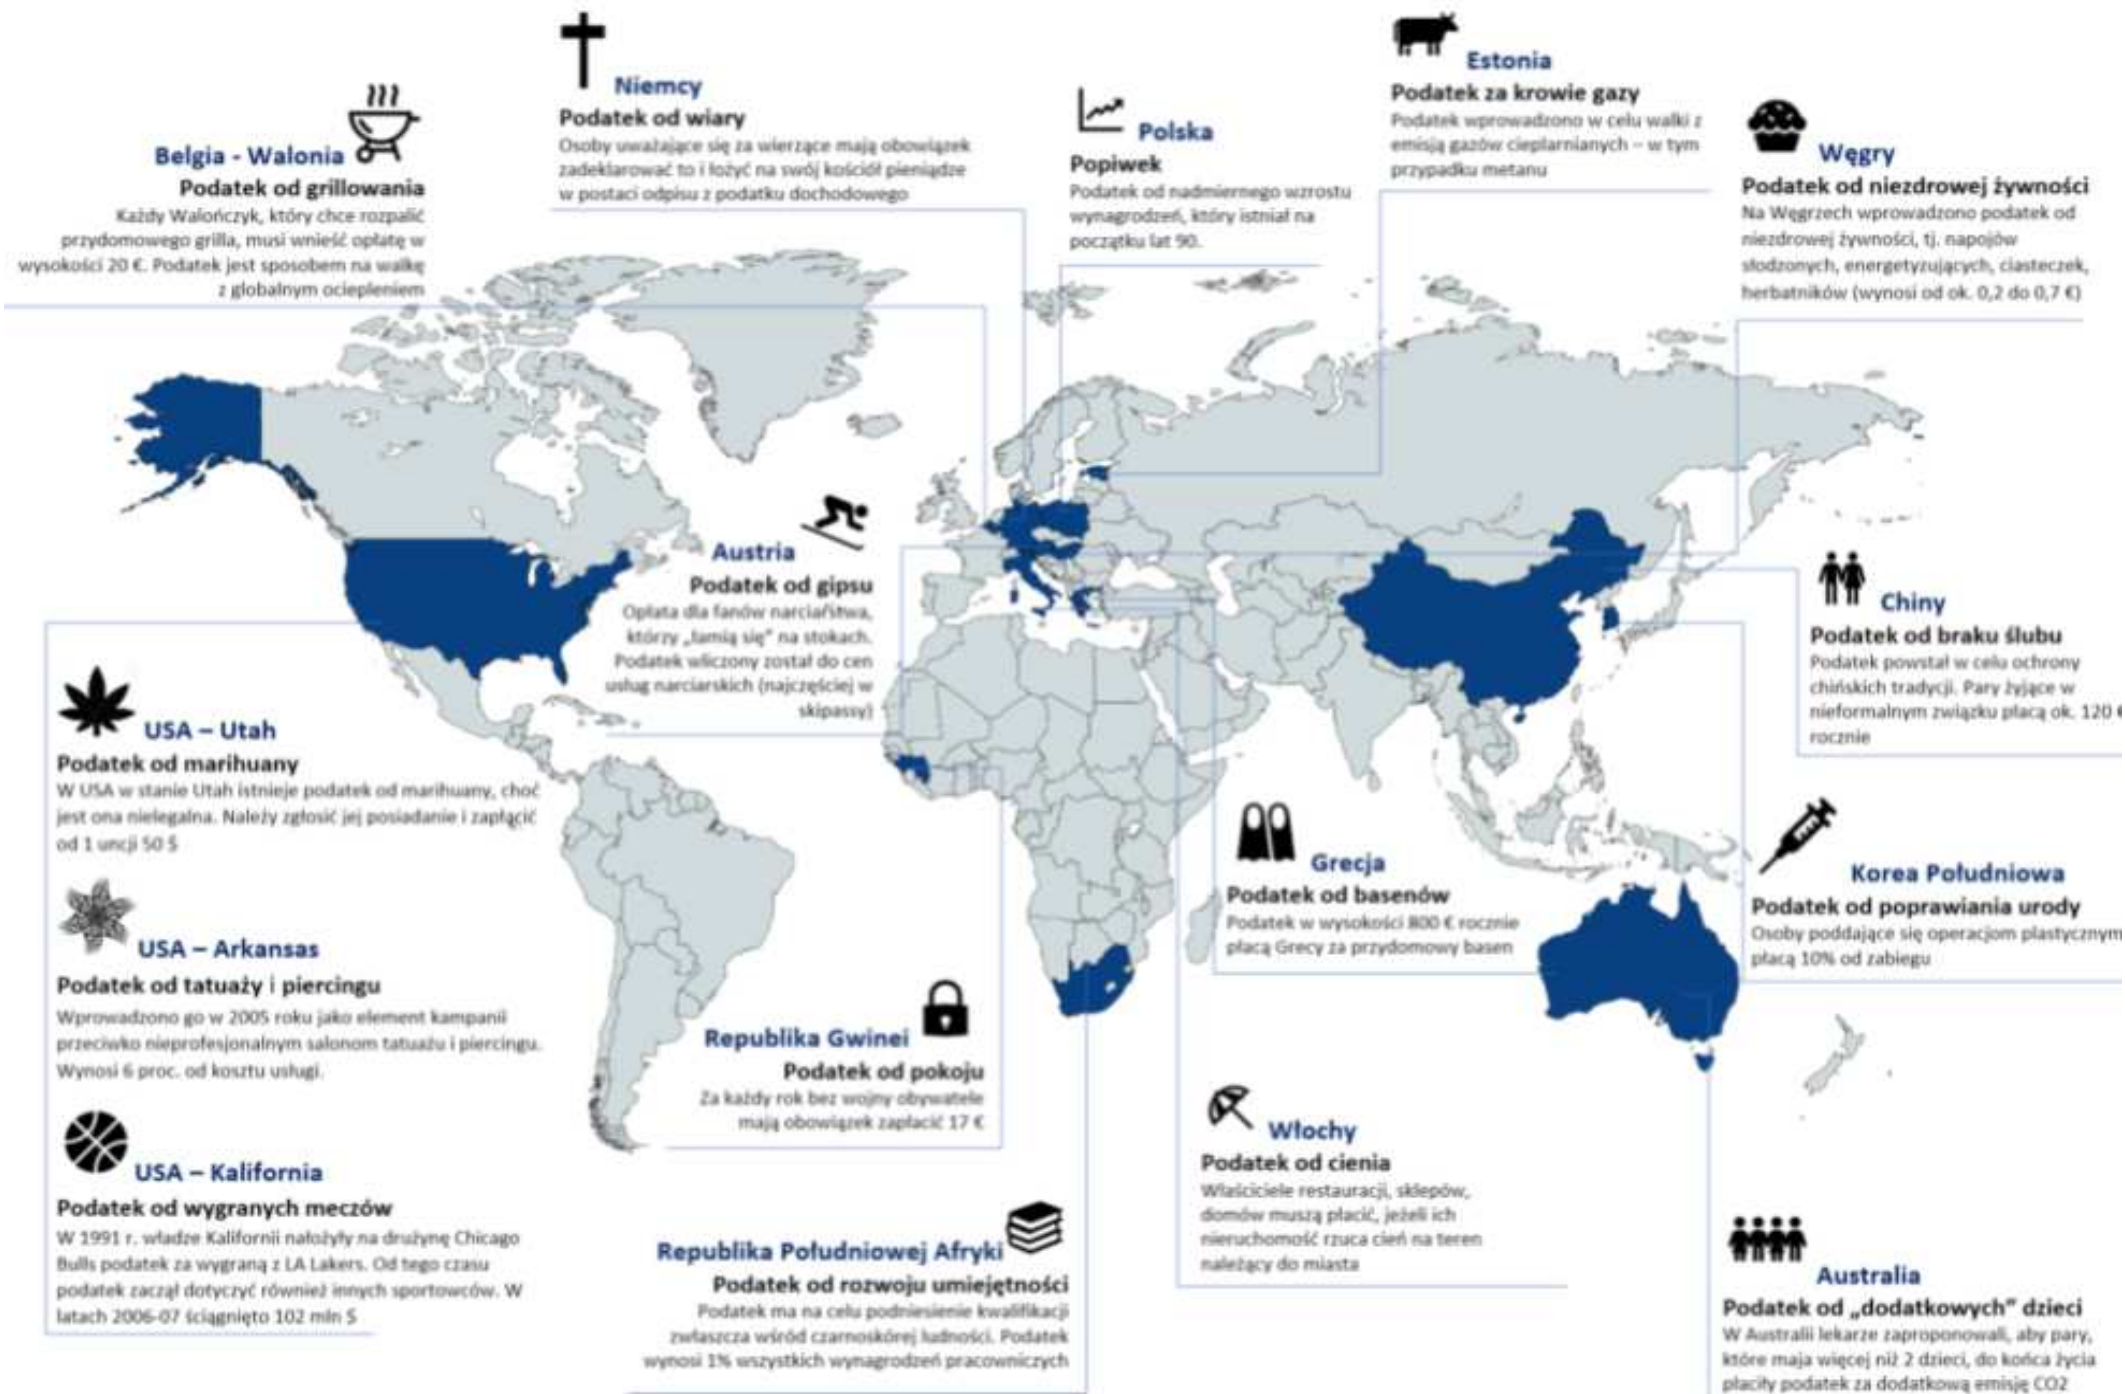 Belgia - Walonia
Podatek od grillowania
Każdy Walończyk, który chce rozpalić
przydomowego grilla, musi wnieść opłatę w
wysokości 20 €. Podatek jest sposobem na walkę
z globalnym ociepleniem
Niemcy
Podatek od wiary
Osoby uważające się za wierzące mają obowiązek
zadeklarować to i łożyć na swój kościół pieniądze
w postaci odpisu z podatku dochodowego
Polska
Popiwek
Podatek od nadmiernego wzrostu
wynagrodzeń, który istniał na
początku lat 90.
Estonia
Podatek za krowie gazy
Podatek wprowadzono w celu walki z
emisją gazów cieplarnianych – w tym
przypadku metanu
Węgry
Podatek od niezdrowej żywności
Na Węgrzech wprowadzono podatek od
niezdrowej żywności, tj. napojów
słodzonych, energetyzujących, ciasteczek,
herbatników (wynosi od ok. 0,2 do 0,7 €)
Austria
Podatek od gipsu
Opłata dla fanów narciarstwa,
którzy „łamią się" na stokach.
Podatek wliczony został do cen
usług narciarskich (najczęściej w
skipassy)
Chiny
Podatek od braku ślubu
Podatek powstał w celu ochrony
chińskich tradycji. Pary żyjące w
nieformalnym związku płacą ok. 120 €
rocznie
USA – Utah
Podatek od marihuany
W USA w stanie Utah istnieje podatek od marihuany, choć
jest ona nielegalna. Należy zgłosić jej posiadanie i zapłącić
od 1 uncji 50 $
USA – Arkansas
Podatek od tatuaży i piercingu
Wprowadzono go w 2005 roku jako element kampanii
przeciwko nieprofesjonalnym salonom tatuażu i piercingu.
Wynosi 6 proc. od kosztu usługi.
USA – Kalifornia
Podatek od wygranych meczów
W 1991 r. władze Kalifornii nałożyły na drużynę Chicago
Bulls podatek za wygraną z LA Lakers. Od tego czasu
podatek zaczął dotyczyć również innych sportowców. W
latach 2006-07 ściągnięto 102 mln $
Republika Gwinei
Podatek od pokoju
Za każdy rok bez wojny obywatele
mają obowiązek zapłacić 17 €
Republika Południowej Afryki
Podatek od rozwoju umiejętności
Podatek ma na celu podniesienie kwalifikacji
zwłaszcza wśród czarnoskórej ludności. Podatek
wynosi 1% wszystkich wynagrodzeń pracowniczych
Grecja
Podatek od basenów
Podatek w wysokości 800 € rocznie
płacą Grecy za przydomowy basen
Włochy
Podatek od cienia
Właściciele restauracji, sklepów,
domów muszą płacić, jeżeli ich
nieruchomość rzuca cień na teren
należący do miasta
Korea Południowa
Podatek od poprawiania urody
Osoby poddające się operacjom plastycznym
płacą 10% od zabiegu
Australia
Podatek od „dodatkowych" dzieci
W Australii lekarze zaproponowali, aby pary,
które maja więcej niż 2 dzieci, do końca życia
płaciły podatek za dodatkową emisję CO2